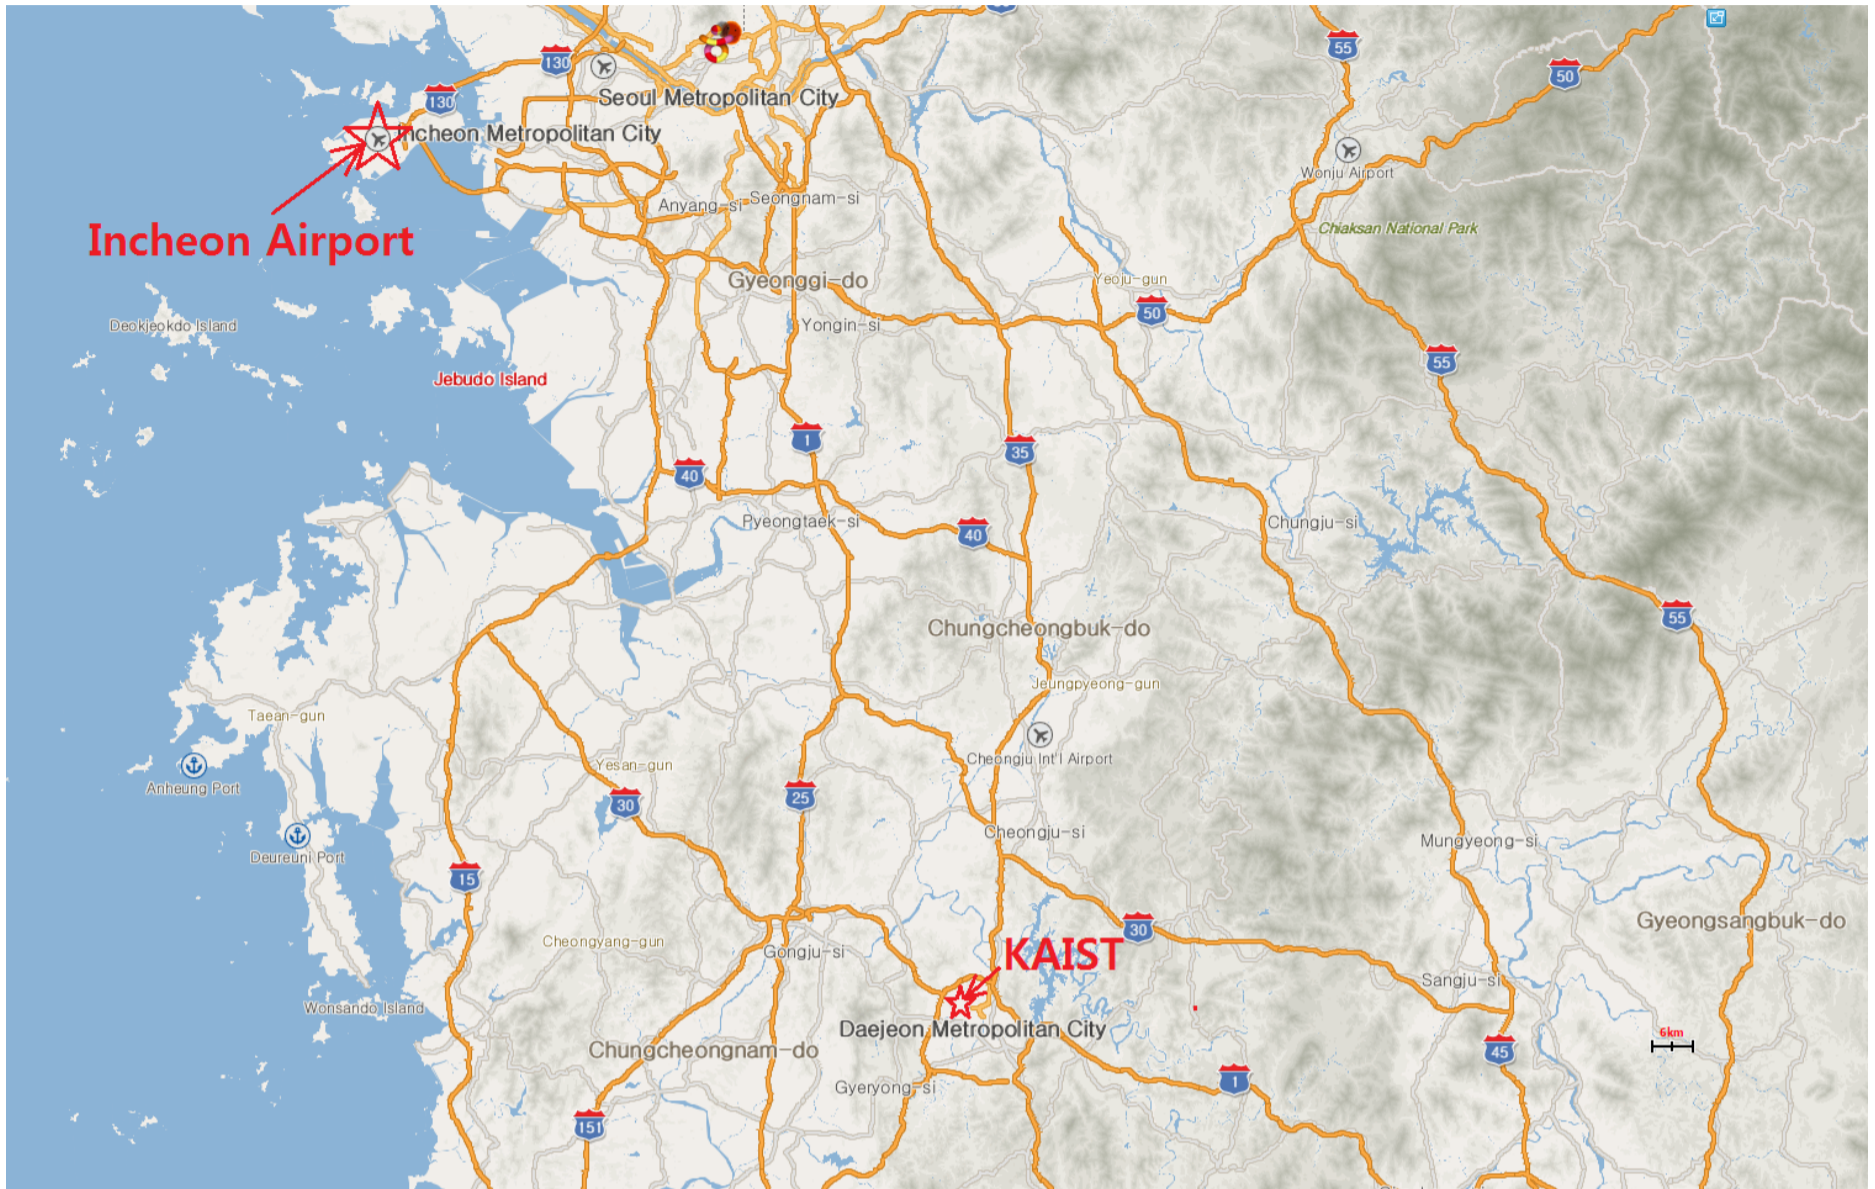 55
50
130
130
Seoul Metropolitan City
Incheon Metropolitan City
Wonju Airport
Anyang-si
Seongnam-si
Incheon Airport
Chiaksan National Park
Gyeonggi-do
Yeoju-gun
50
Deokjeokdo Island
Yongin-si
55
Jebudo Island
1
35
40
Pyeongtaek-si
40
Chungju-si
55
Chungcheongbuk-do
Jeungpyeong-gun
Taean-gun
Cheongju Int'l Airport
Yesan-gun
Anheung Port
25
30
Cheongju-si
Mungyeong-si
Deureuni Port
15
Gyeongsangbuk-do
30
Cheongyang-gun
Gongju-si
KAIST
Sangju-si
Wonsando Island
Daejeon Metropolitan City
6km
Chungcheongnam-do
45
Gyeryong-si
1
151